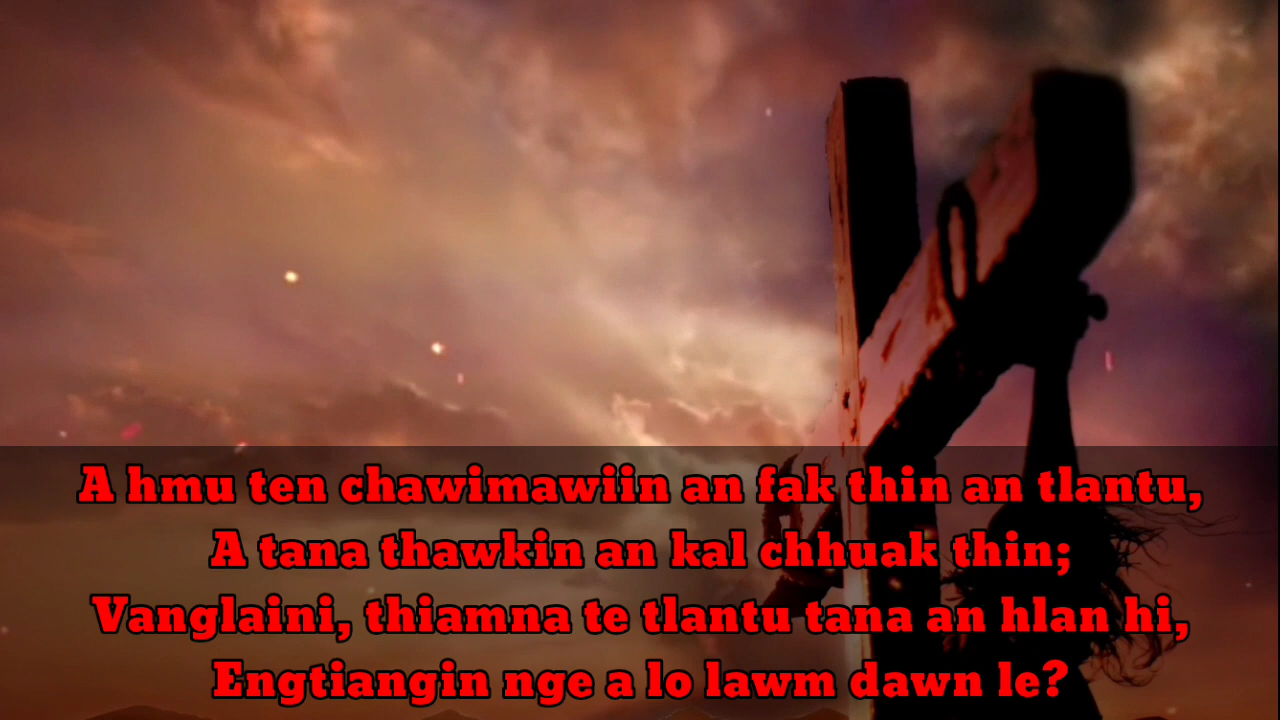 A hmu ten chawimawiin an fak thin an tlantu,
A tana thawkin an kal chhuak thin;
Vanglaini, thiamna te tlantu tana an hlan hi,
Engtiangin nge a lo lawm dawn le?